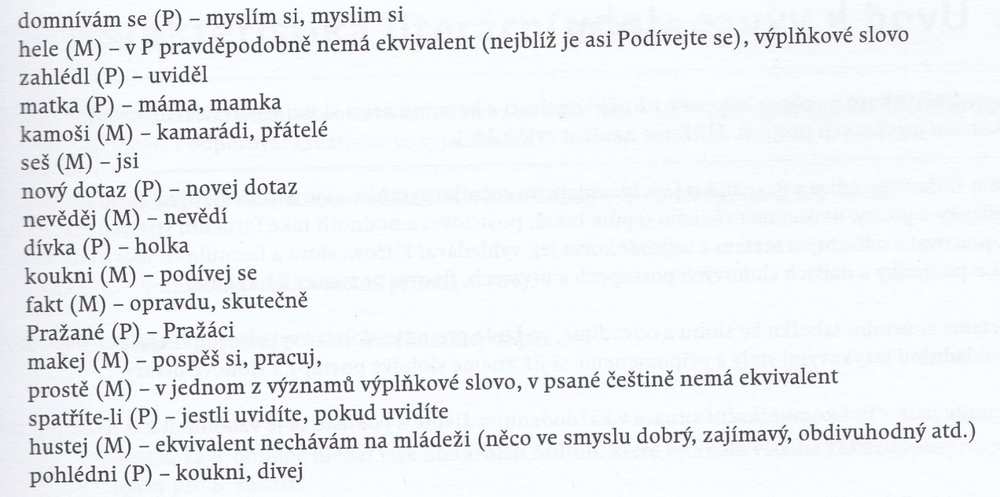 domnívám se (P) – myslím si, myslim si
hele (M) – v P pravděpodobně nemá ekvivalent (nejblíž je asi Podívejte se), výplňkové slovo
zahlédl (P) – uviděl
matka (P) – máma, mamka
kamoši (M) – kamarádi, přátelé
seš (M) – jsi
nový dotaz (P) – novej dotaz
nevěděj (M) – nevědí
dívka (P) – holka
koukni (M) – podívej se
fakt (M) – opravdu, skutečně
Pražané (P) – Pražáci
makej (M) – pospěš si, pracuj,
prostě (M) – v jednom z významů výplňkové slovo, v psané češtině nemá ekvivalent
spatříte-li (P) – jestli uvidíte, pokud uvidíte
hustej (M) – ekvivalent nechávám na mládeži (něco ve smyslu dobrý, zajímavý, obdivuhodný atd.)
pohlédni (P) – koukni, divej